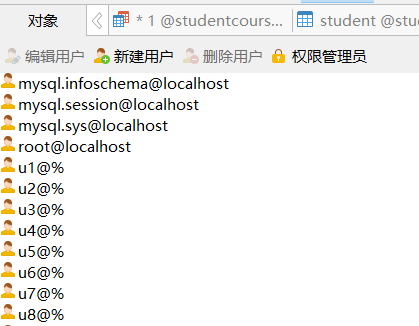 对象 * 1 @studentcours... student @stu
编辑用户 新建用户 删除用户 权限管理员
mysql.infoschema@localhost
mysql.session@localhost
mysql.sys@localhost
root@localhost
u1@%
u2@%
u3@%
u4@%
u5@%
u6@%
u7@%
u8@%